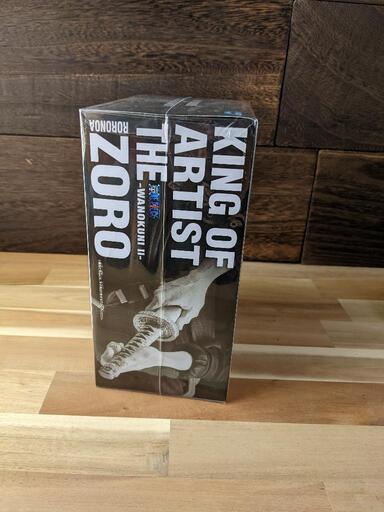 KING OF
ARTIST
THE
-WANOKUNI II-
RORONOA
ZORO